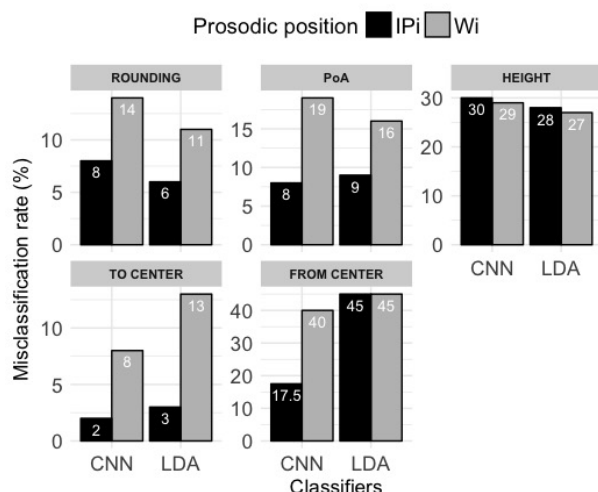 Prosodic position IPi Wi
ROUNDING PoA HEIGHT
Misclassification rate (%)
10
5
0
8 14 6 11
15
10
5
0
8 19 9 16
30
20
10
0
30 29 28 27
CNN LDA
TO CENTER FROM CENTER
10
5
0
2 8 3 13
40
30
20
10
0
17.5 40 45 45
CNN LDA CNN LDA
Classifiers